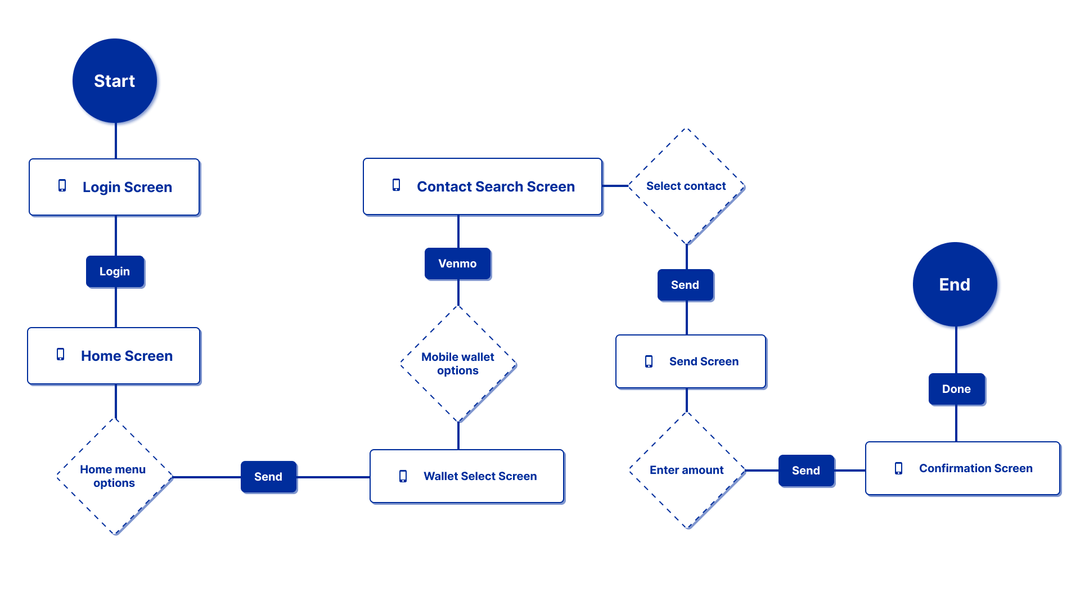 Start
Login Screen
Login
Home Screen
Home menu
options
Send
Wallet Select Screen
Mobile wallet
options
Venmo
Contact Search Screen
Select contact
Send
Send Screen
Enter amount
Send
Confirmation Screen
Done
End